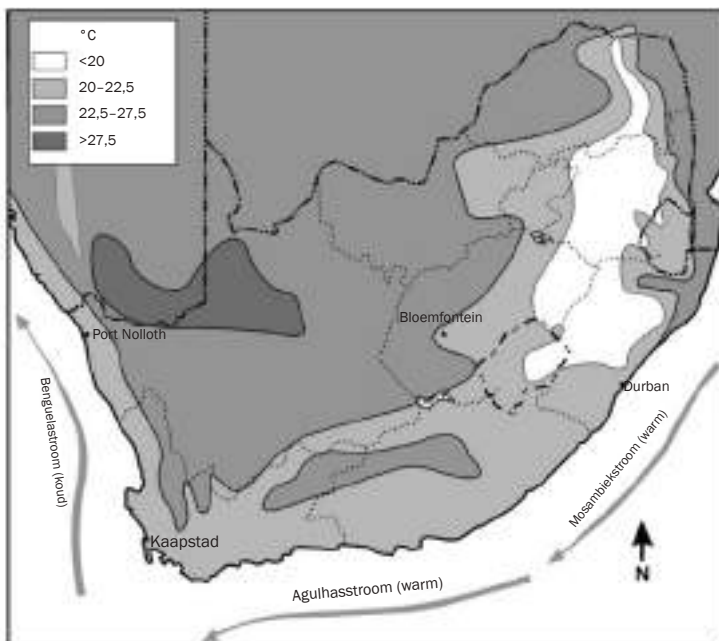 °C
<20
20–22,5
22,5–27,5
>27,5
Port Nolloth
Bloemfontein
Durban
Benguelastroom (koud)
Mosambiekstroom (warm)
Kaapstad
Agulhasstroom (warm)
N